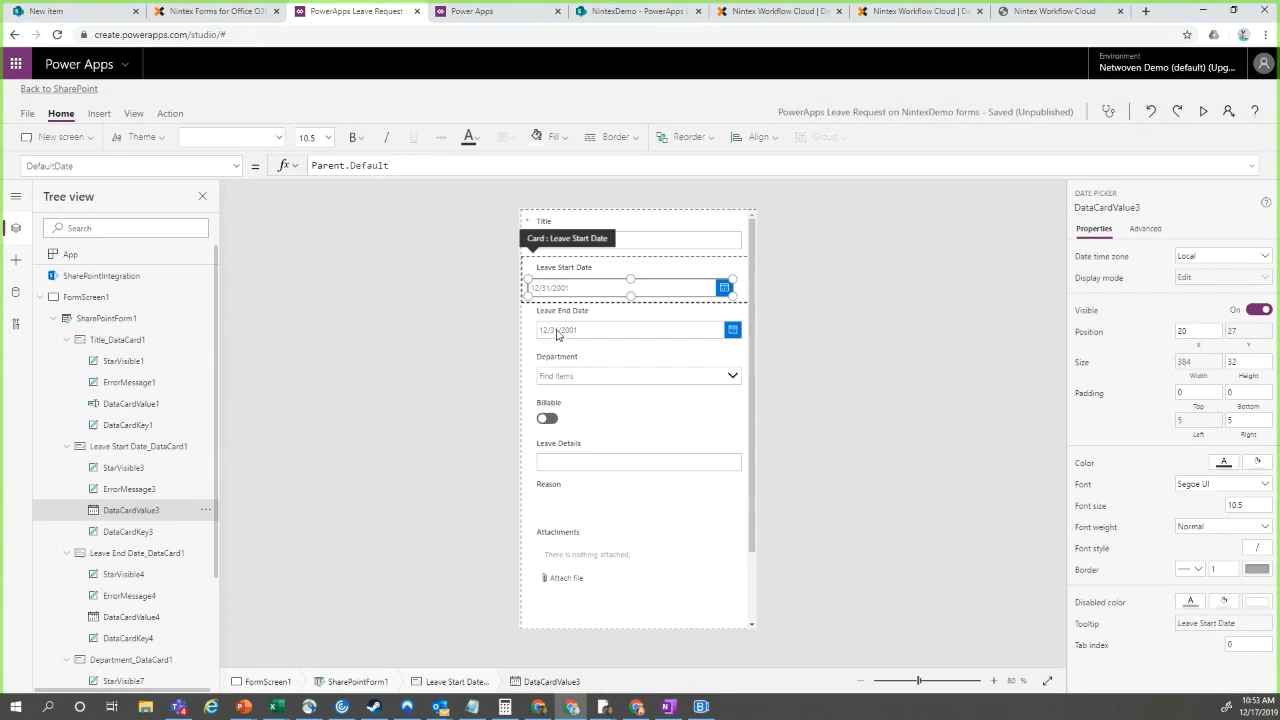 New item
Nintex Forms for Office O3
PowerApps Leave Request
Power Apps
NintexDemo - PowerApps L
Nintex Workflow Cloud | Da
Nintex Workflow Cloud | Da
Nintex Workflow Cloud
create.powerapps.com/studio/#
Power Apps
Environment
Netwoven Demo (default) (Upg...
Back to SharePoint
File
Home
Insert
View
Action
PowerApps Leave Request on NintexDemo forms - Saved (Unpublished)
New screen
Theme
10.5
B
Fill
Border
Reorder
Align
Group
DefaultDate
=
fx
Parent.Default
Tree view
Search
App
SharePointIntegration
FormScreen1
SharePointForm1
Title_DataCard1
StarVisible1
ErrorMessage1
DataCardValue1
DataCardKey1
Leave Start Date_DataCard1
StarVisible3
ErrorMessage3
DataCardValue3
DataCardKey3
Leave End Date_DataCard1
StarVisible4
ErrorMessage4
DataCardValue4
DataCardKey4
Department_DataCard1
StarVisible7
* Title
Card : Leave Start Date
Leave Start Date
12/31/2001
Leave End Date
12/31/2001
Department
Find items
Billable
Leave Details
Reason
Attachments
There is nothing attached.
Attach file
DATE PICKER
DataCardValue3
Properties
Advanced
Date time zone
Local
Display mode
Edit
Visible
On
Position
20
27
X
Y
Size
384
32
Width
Height
Padding
0
0
Top
Bottom
5
5
Left
Right
Color
Font
Segoe UI
Font size
10.5
Font weight
Normal
Font style
Border
1
Disabled color
Tooltip
Leave Start Date
Tab index
0
FormScreen1
SharePointForm1
Leave Start Date...
DataCardValue3
80 %
10:53 AM
12/17/2019